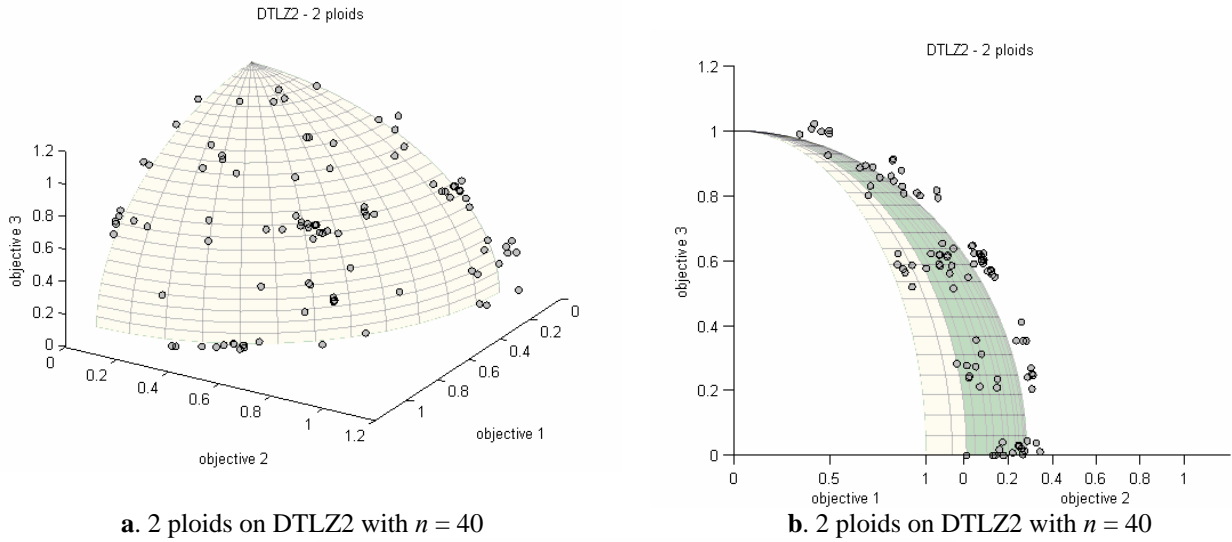 DTLZ2 - 2 ploids
1.2
1
0.8
0.6
0.4
0.2
0
objective 3
0
0.2
0.4
0.6
0.8
1
1.2
objective 2
0
0.2
0.4
0.6
0.8
1
objective 1
a. 2 ploids on DTLZ2 with n = 40
DTLZ2 - 2 ploids
1.2
1
0.8
0.6
0.4
0.2
0
objective 3
0 0.5 1 0 0.2 0.4 0.6 0.8 1
objective 1 objective 2
b. 2 ploids on DTLZ2 with n = 40